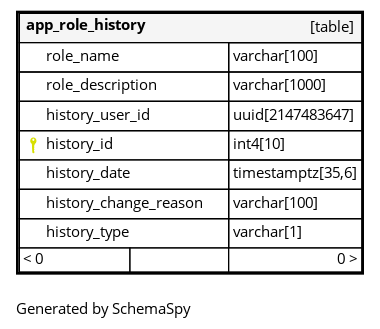 app_role_history [table]
role_name varchar[100]
role_description varchar[1000]
history_user_id uuid[2147483647]
history_id int4[10]
history_date timestamptz[35,6]
history_change_reason varchar[100]
history_type varchar[1]
< 0 0 >
Generated by SchemaSpy